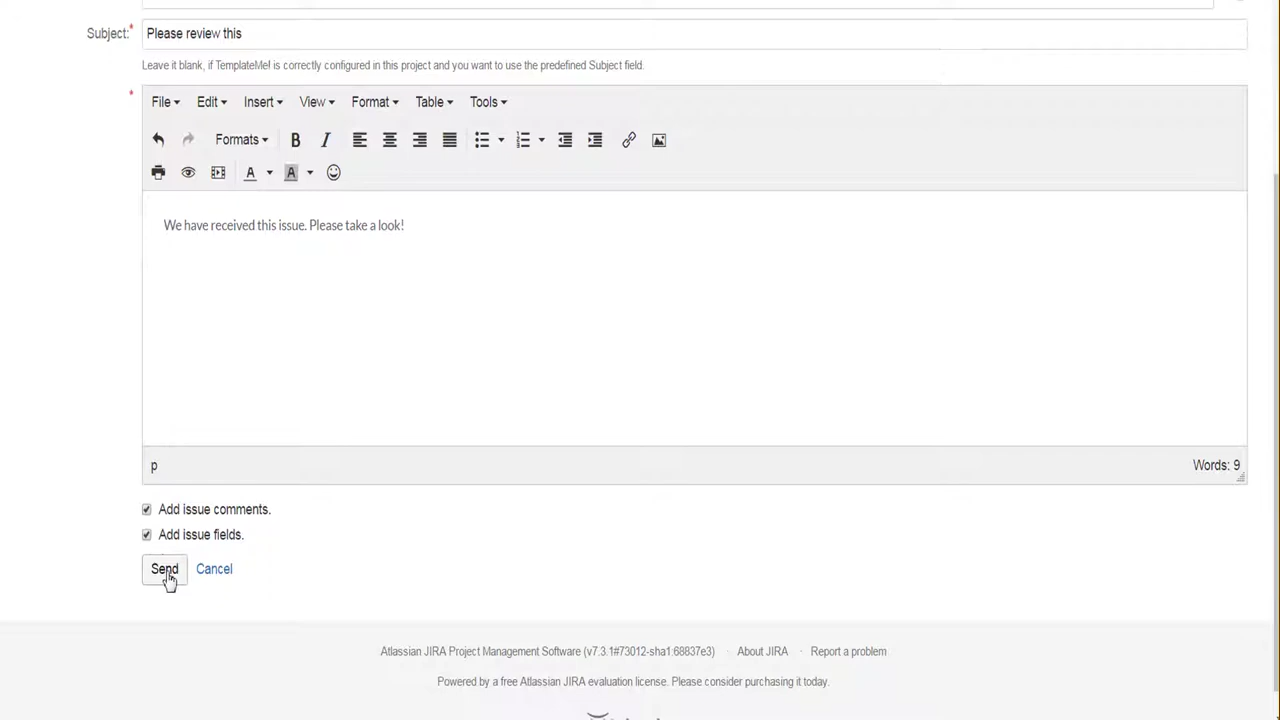 Subject:* Please review this
Leave it blank, if TemplateMe! is correctly configured in this project and you want to use the predefined Subject field.
*
File Edit Insert View Format Table Tools
Formats B I
A A
We have received this issue. Please take a look!
p Words: 9
Add issue comments.
Add issue fields.
Send Cancel
Atlassian JIRA Project Management Software (v7.3.1#73012-sha1:68837e3) · About JIRA · Report a problem
Powered by a free Atlassian JIRA evaluation license. Please consider purchasing it today.